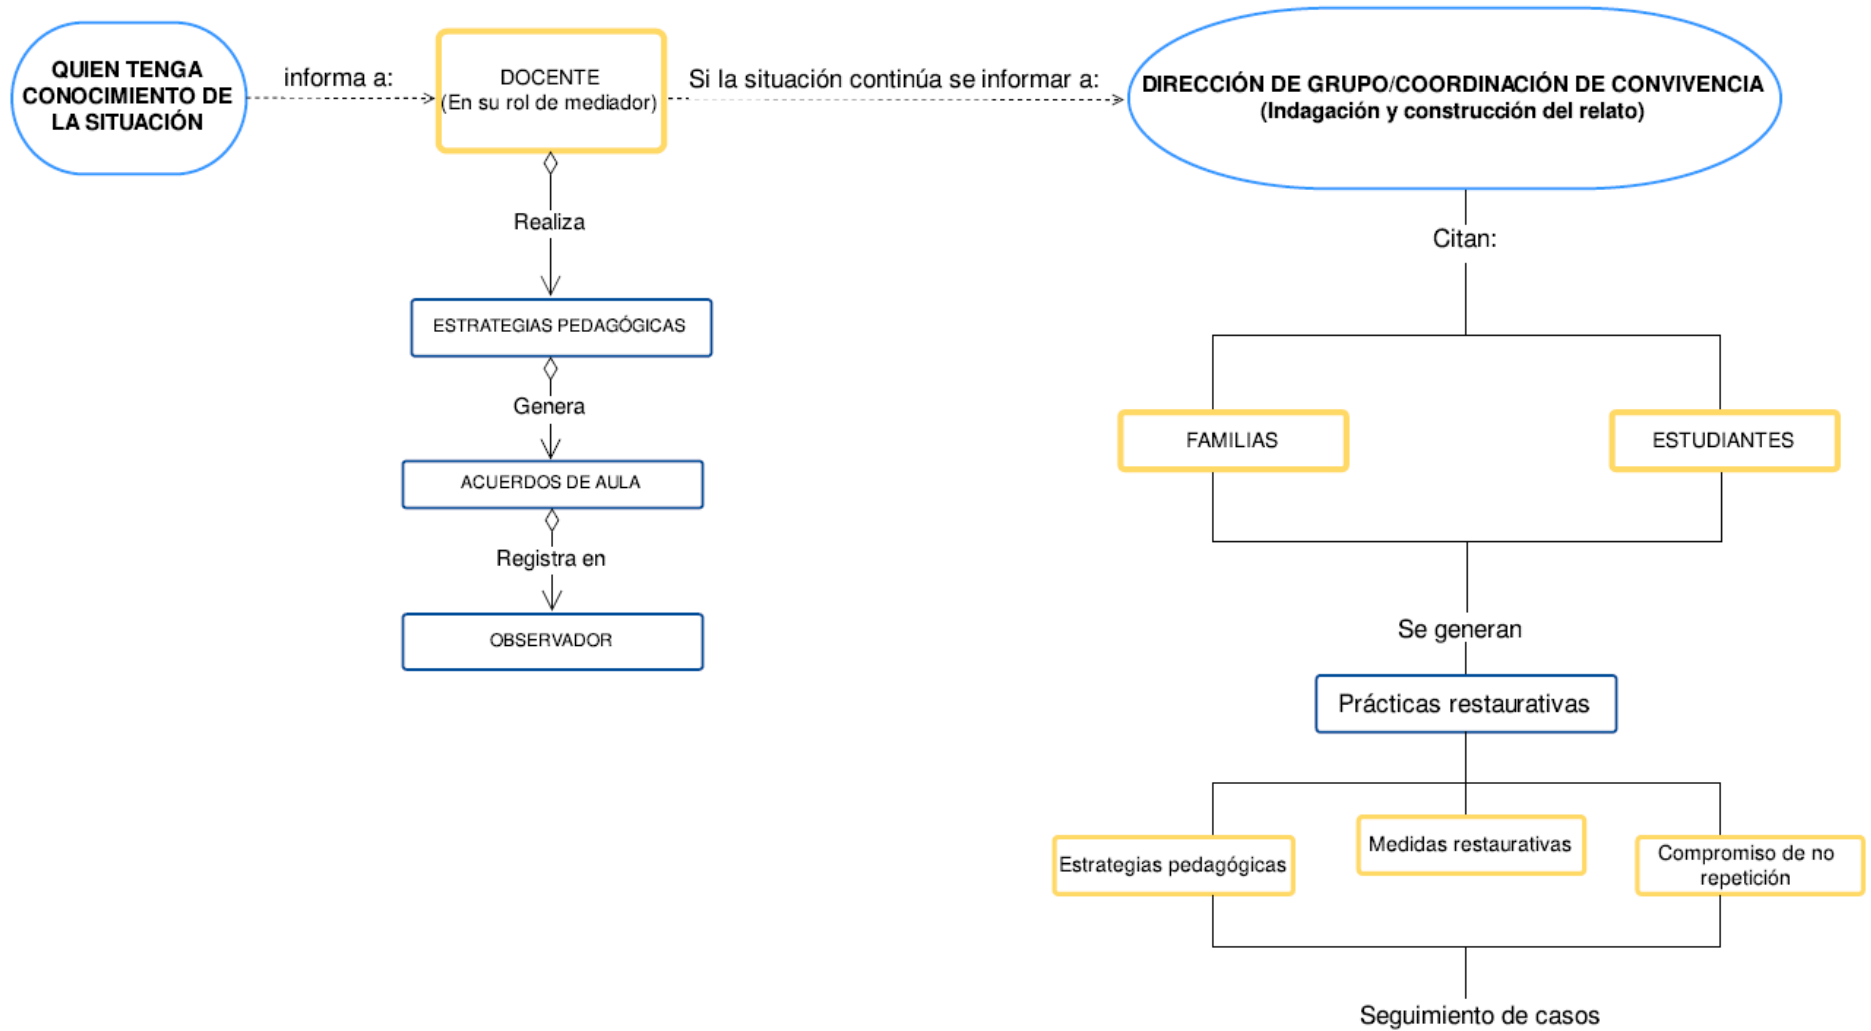 QUIEN TENGA
CONOCIMIENTO DE
LA SITUACIÓN
informa a:
DOCENTE
(En su rol de mediador)
Si la situación continúa se informar a:
DIRECCIÓN DE GRUPO/COORDINACIÓN DE CONVIVENCIA
(Indagación y construcción del relato)
Realiza
ESTRATEGIAS PEDAGÓGICAS
Genera
ACUERDOS DE AULA
Registra en
OBSERVADOR
Citan:
FAMILIAS
ESTUDIANTES
Se generan
Prácticas restaurativas
Estrategias pedagógicas
Medidas restaurativas
Compromiso de no
repetición
Seguimiento de casos